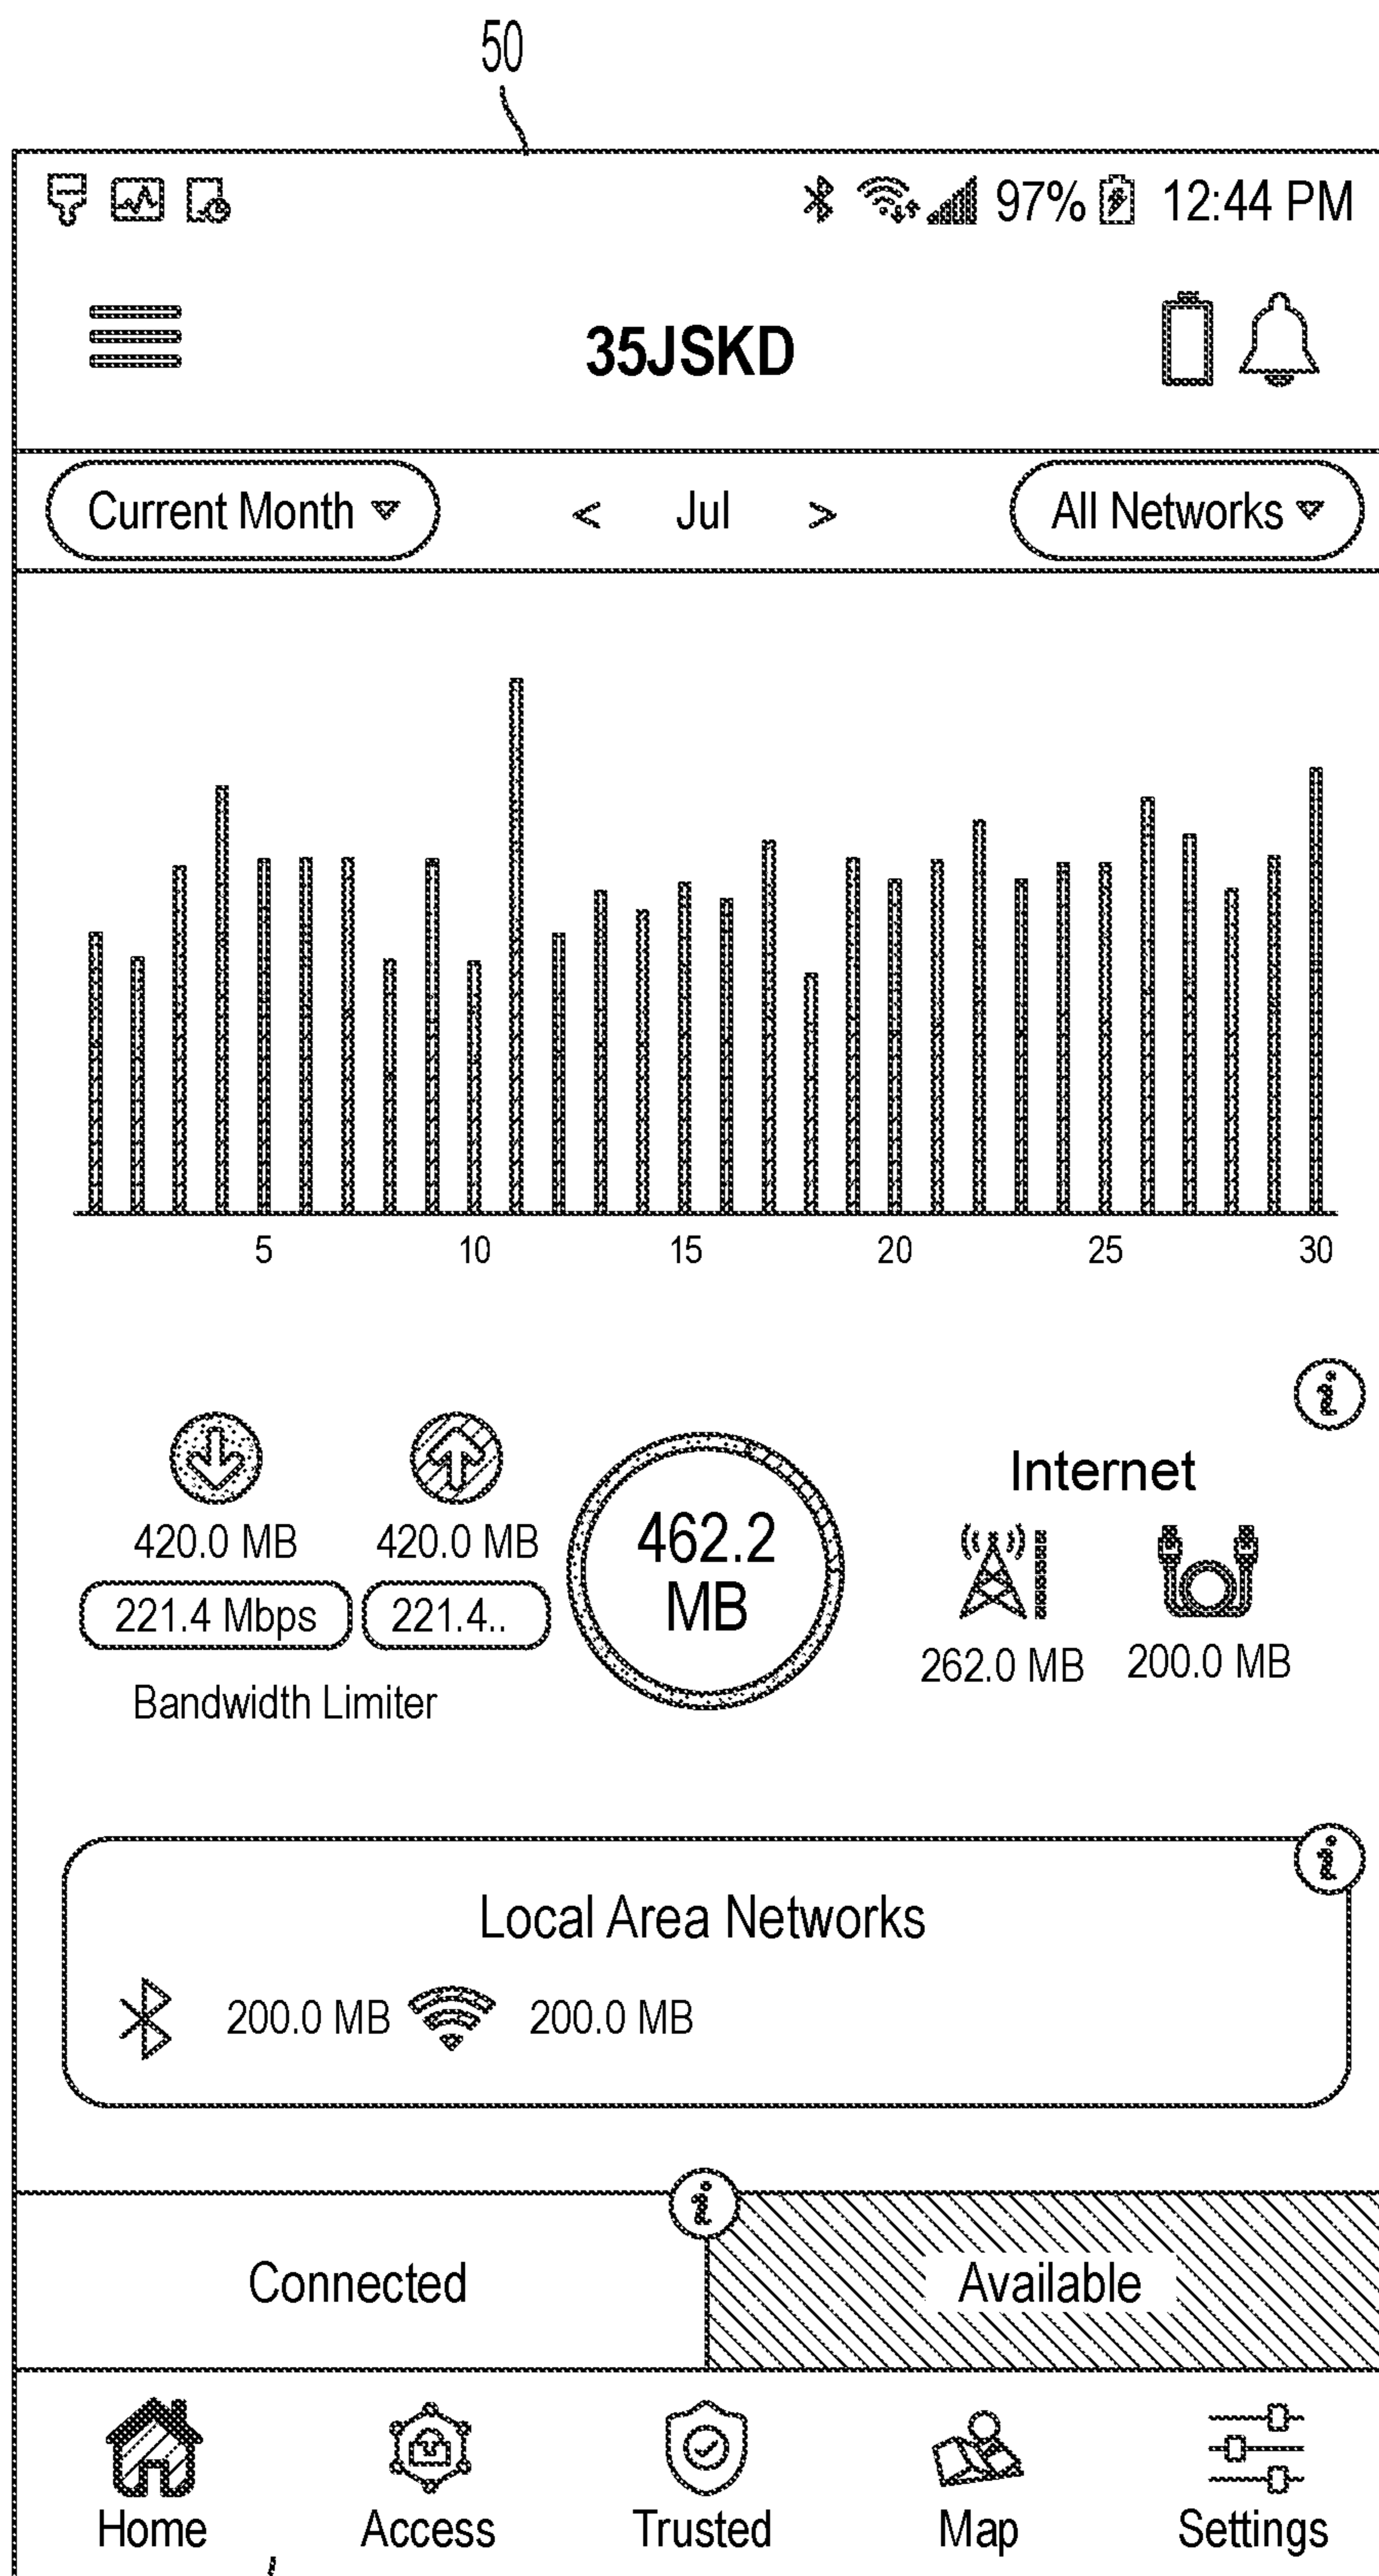 50
97% 12:44 PM
35JSKD
Current Month < Jul > All Networks
5 10 15 20 25 30
i
Internet
420.0 MB 420.0 MB
462.2
MB
221.4 Mbps 221.4..
262.0 MB 200.0 MB
Bandwidth Limiter
i
Local Area Networks
200.0 MB 200.0 MB
i
Connected Available
Home Access Trusted Map Settings